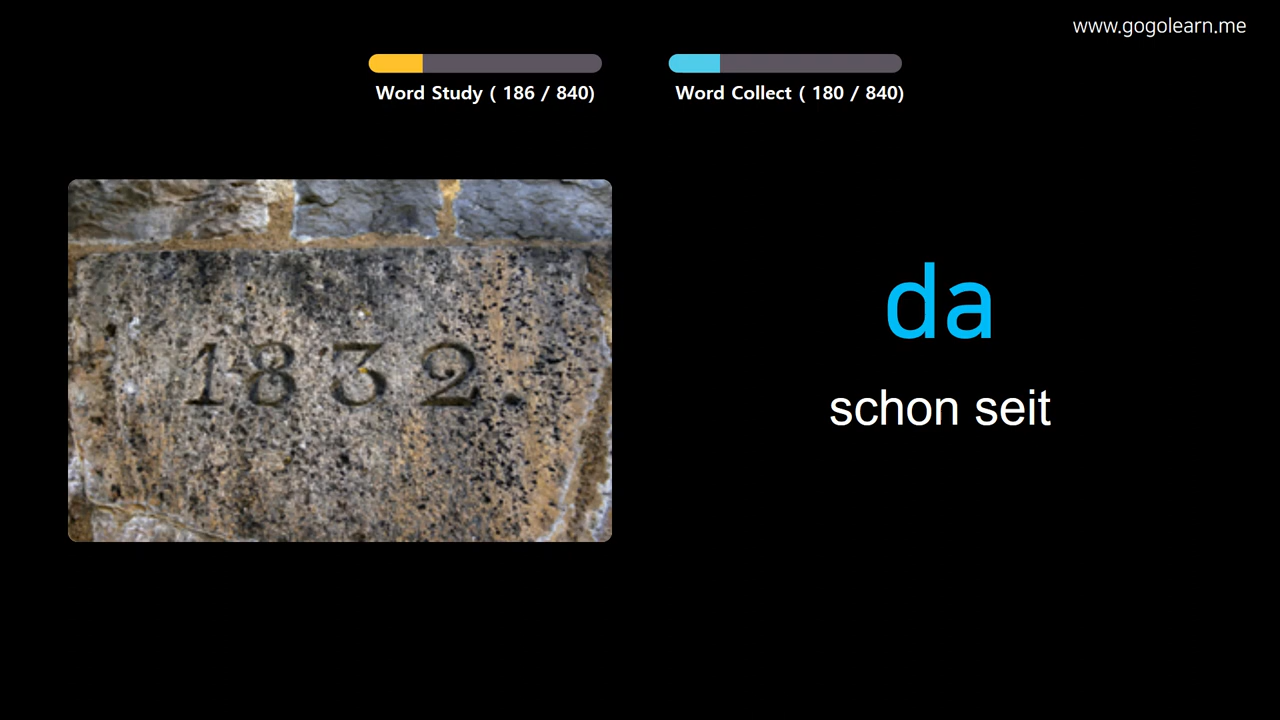 www.gogolearn.me
Word Study ( 186 / 840)
Word Collect ( 180 / 840)
1832.
da
schon seit